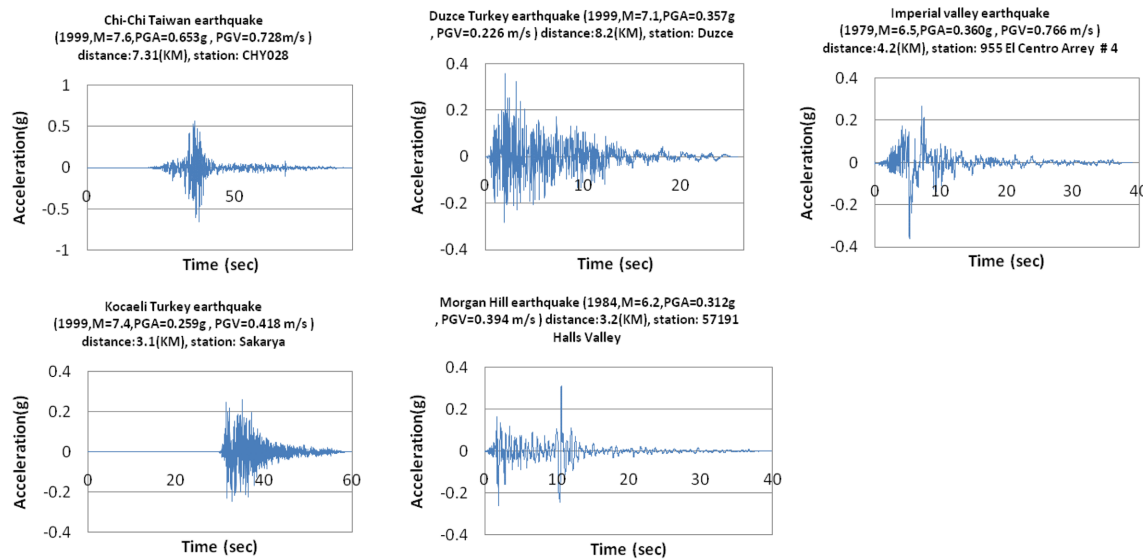 Chi-Chi Taiwan earthquake
(1999,M=7.6,PGA=0.653g , PGV=0.728m/s )
distance:7.31(KM), station: CHY028
Acceleration(g)
1
0.5
0
-0.5
-1
0
50
Time (sec)
Duzce Turkey earthquake (1999,M=7.1,PGA=0.357g
, PGV=0.226 m/s ) distance:8.2(KM), station: Duzce
Acceleration(g)
0.4
0.2
0
-0.2
-0.4
0
10
20
Time (sec)
Imperial valley earthquake
(1979,M=6.5,PGA=0.360g , PGV=0.766 m/s )
distance:4.2(KM), station: 955 El Centro Arrey # 4
Acceleration(g)
0.4
0.2
0
-0.2
-0.4
0
10
20
30
40
Time (sec)
Kocaeli Turkey earthquake
(1999,M=7.4,PGA=0.259g , PGV=0.418 m/s )
distance:3.1(KM), station: Sakarya
Acceleration(g)
0.4
0.2
0
-0.2
-0.4
0
20
40
60
Time (sec)
Morgan Hill earthquake (1984,M=6.2,PGA=0.312g
, PGV=0.394 m/s ) distance:3.2(KM), station: 57191
Halls Valley
Acceleration(g)
0.4
0.2
0
-0.2
-0.4
0
10
20
30
40
Time (sec)